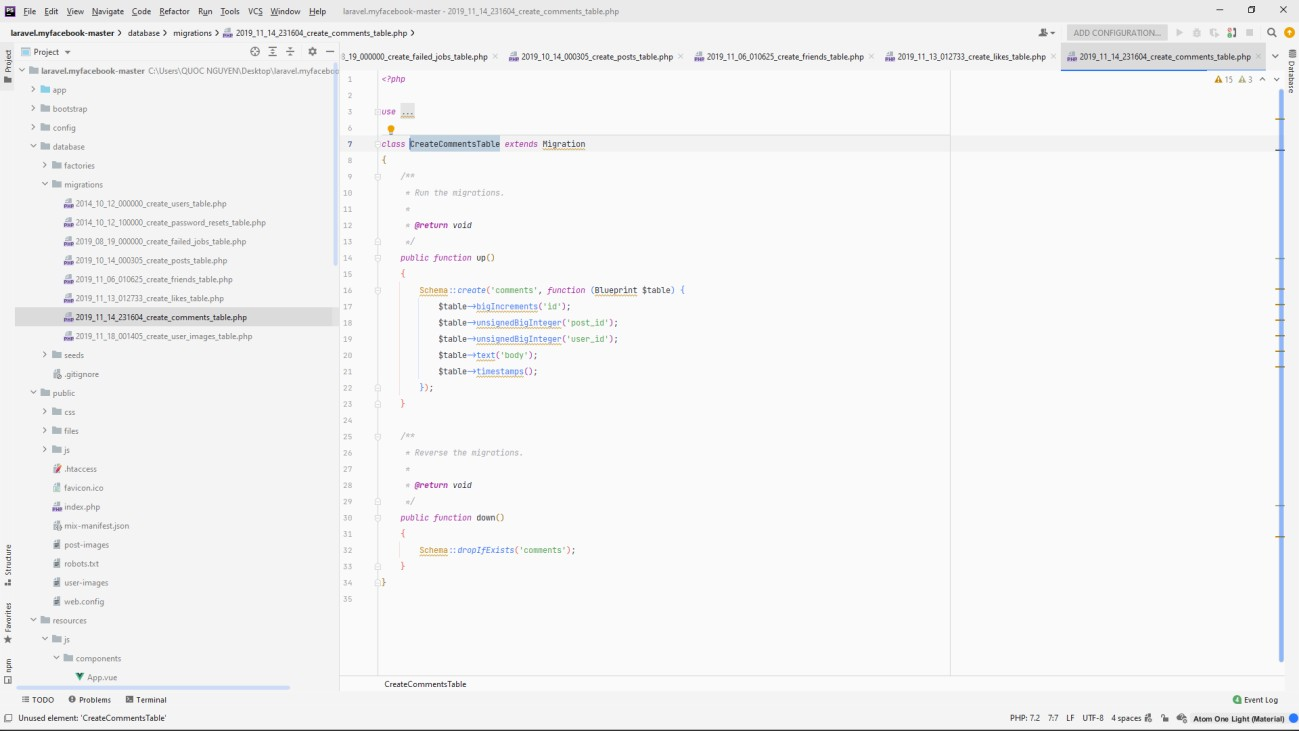 PS File Edit View Navigate Code Refactor Run Tools VCS Window Help laravel.myfacebook-master - 2019_11_14_231604_create_comments_table.php
laravel.myfacebook-master database migrations 2019_11_14_231604_create_comments_table.php
ADD CONFIGURATION...
Project
8_19_000000_create_failed_jobs_table.php 2019_10_14_000305_create_posts_table.php 2019_11_06_010625_create_friends_table.php 2019_11_13_012733_create_likes_table.php 2019_11_14_231604_create_comments_table.php
Project
Database
15 3
laravel.myfacebook-master C:\Users\QUOC NGUYEN\Desktop\laravel.myfaceboo
app
bootstrap
config
database
factories
migrations
2014_10_12_000000_create_users_table.php
2014_10_12_100000_create_password_resets_table.php
2019_08_19_000000_create_failed_jobs_table.php
2019_10_14_000305_create_posts_table.php
2019_11_06_010625_create_friends_table.php
2019_11_13_012733_create_likes_table.php
2019_11_14_231604_create_comments_table.php
2019_11_18_001405_create_user_images_table.php
seeds
.gitignore
public
css
files
js
.htaccess
favicon.ico
index.php
mix-manifest.json
post-images
robots.txt
user-images
web.config
resources
js
components
App.vue
Structure
Favorites
npm
1 <?php
2
3 use ...
6
7 class CreateCommentsTable extends Migration
8 {
9 /**
10 * Run the migrations.
11 *
12 * @return void
13 */
14 public function up()
15 {
16 Schema::create('comments', function (Blueprint $table) {
17 $table->bigIncrements('id');
18 $table->unsignedBigInteger('post_id');
19 $table->unsignedBigInteger('user_id');
20 $table->text('body');
21 $table->timestamps();
22 });
23 }
24
25 /**
26 * Reverse the migrations.
27 *
28 * @return void
29 */
30 public function down()
31 {
32 Schema::dropIfExists('comments');
33 }
34 }
35
CreateCommentsTable
TODO Problems Terminal 4 Event Log
Unused element: 'CreateCommentsTable' PHP: 7.2 7:7 LF UTF-8 4 spaces Atom One Light (Material)